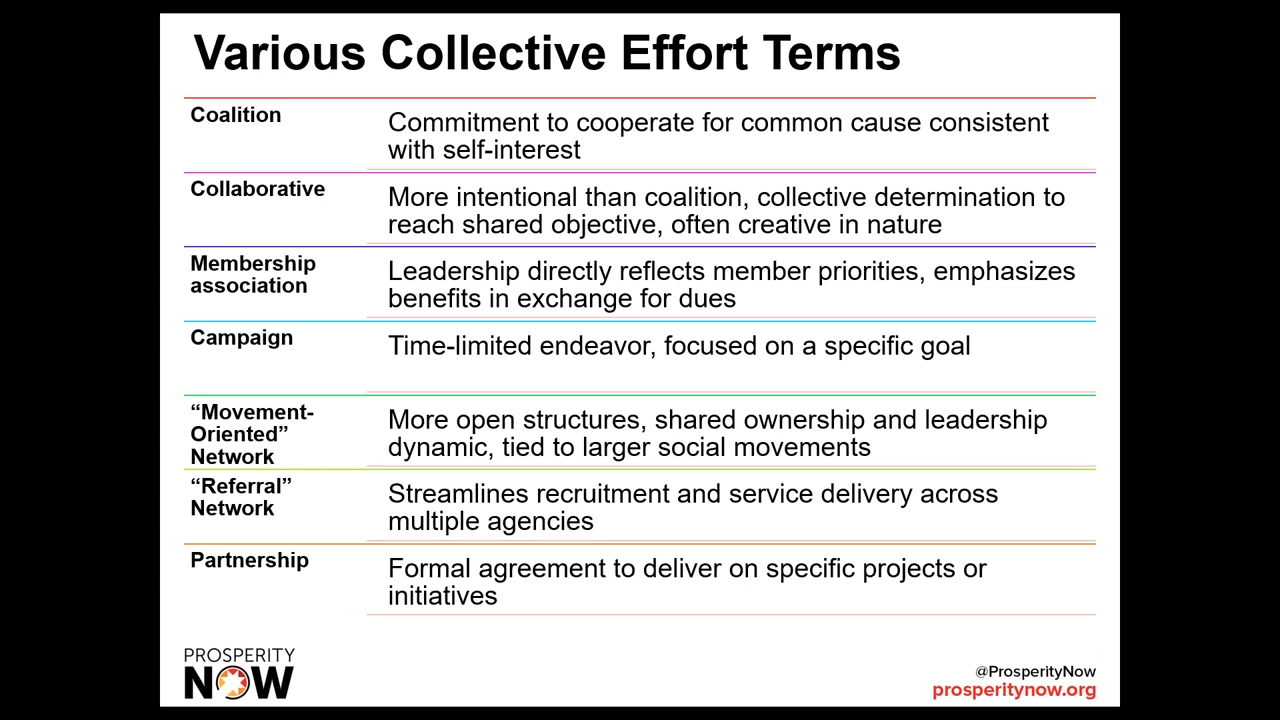 Various Collective Effort Terms
Coalition
Commitment to cooperate for common cause consistent
with self-interest
Collaborative
More intentional than coalition, collective determination to
reach shared objective, often creative in nature
Membership
association
Leadership directly reflects member priorities, emphasizes
benefits in exchange for dues
Campaign
Time-limited endeavor, focused on a specific goal
“Movement-
Oriented”
Network
More open structures, shared ownership and leadership
dynamic, tied to larger social movements
“Referral”
Network
Streamlines recruitment and service delivery across
multiple agencies
Partnership
Formal agreement to deliver on specific projects or
initiatives
PROSPERITY
NOW
@ProsperityNow
prosperitynow.org